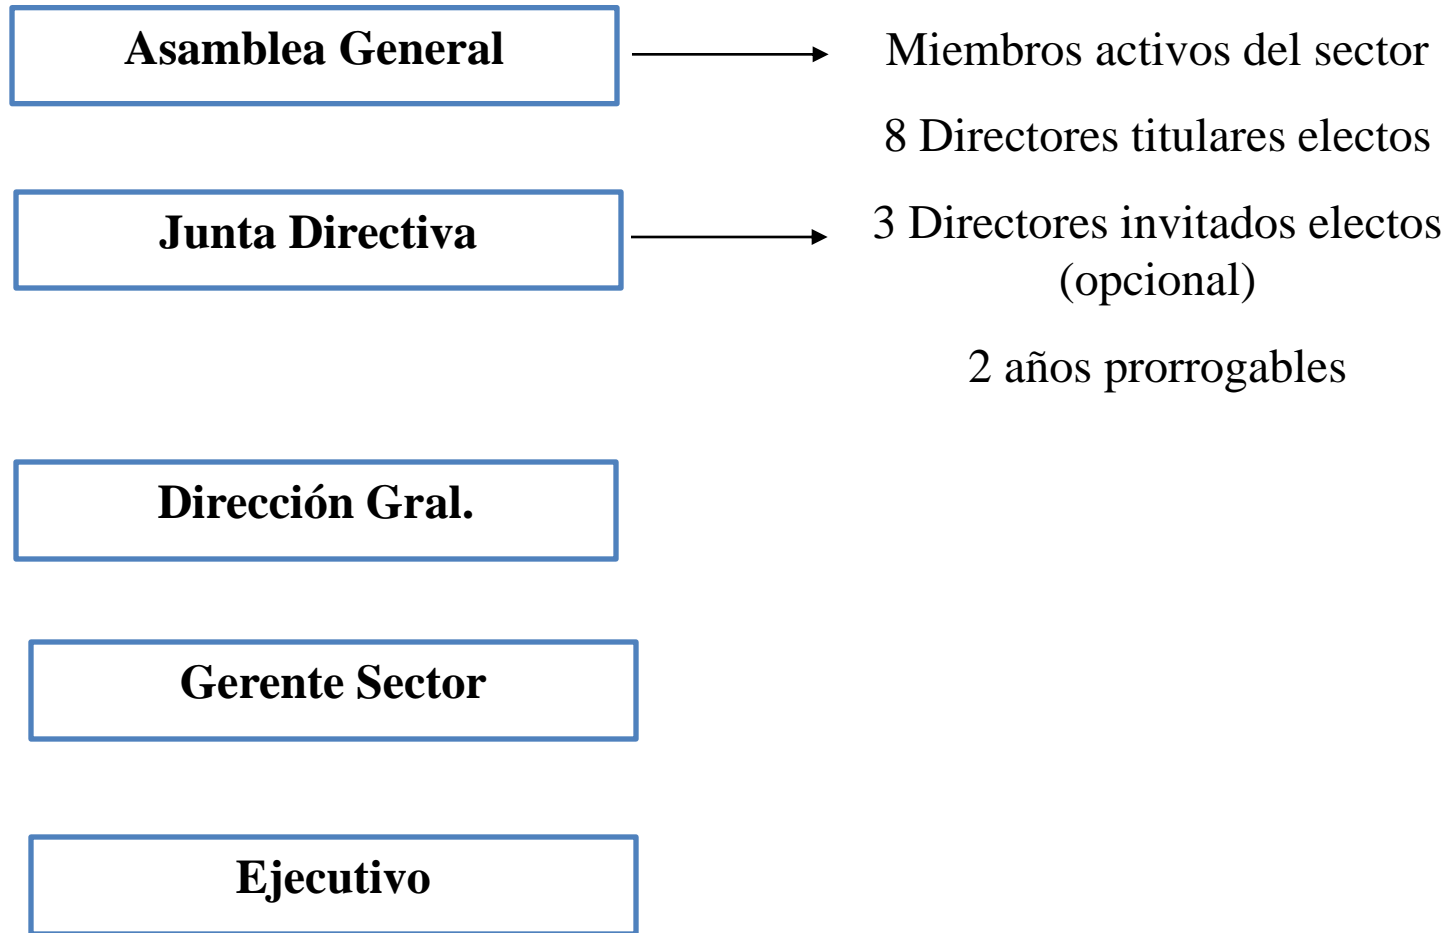 Asamblea General
Miembros activos del sector
8 Directores titulares electos
Junta Directiva
3 Directores invitados electos
(opcional)
2 años prorrogables
Dirección Gral.
Gerente Sector
Ejecutivo